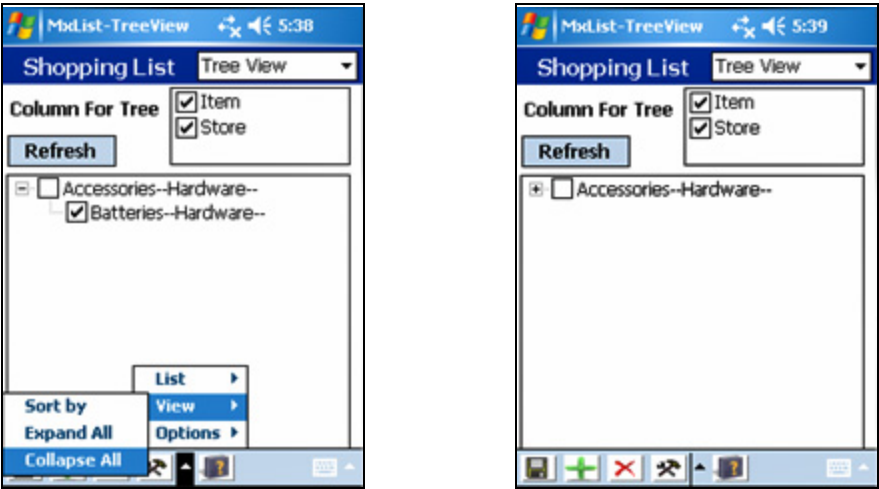 MxList-TreeView 5:38
Shopping List Tree View
Column For Tree
Item
Store
Refresh
Accessories--Hardware--
Batteries--Hardware--
List
View
Options
Sort by
Expand All
Collapse All
MxList-TreeView 5:39
Shopping List Tree View
Column For Tree
Item
Store
Refresh
Accessories--Hardware--